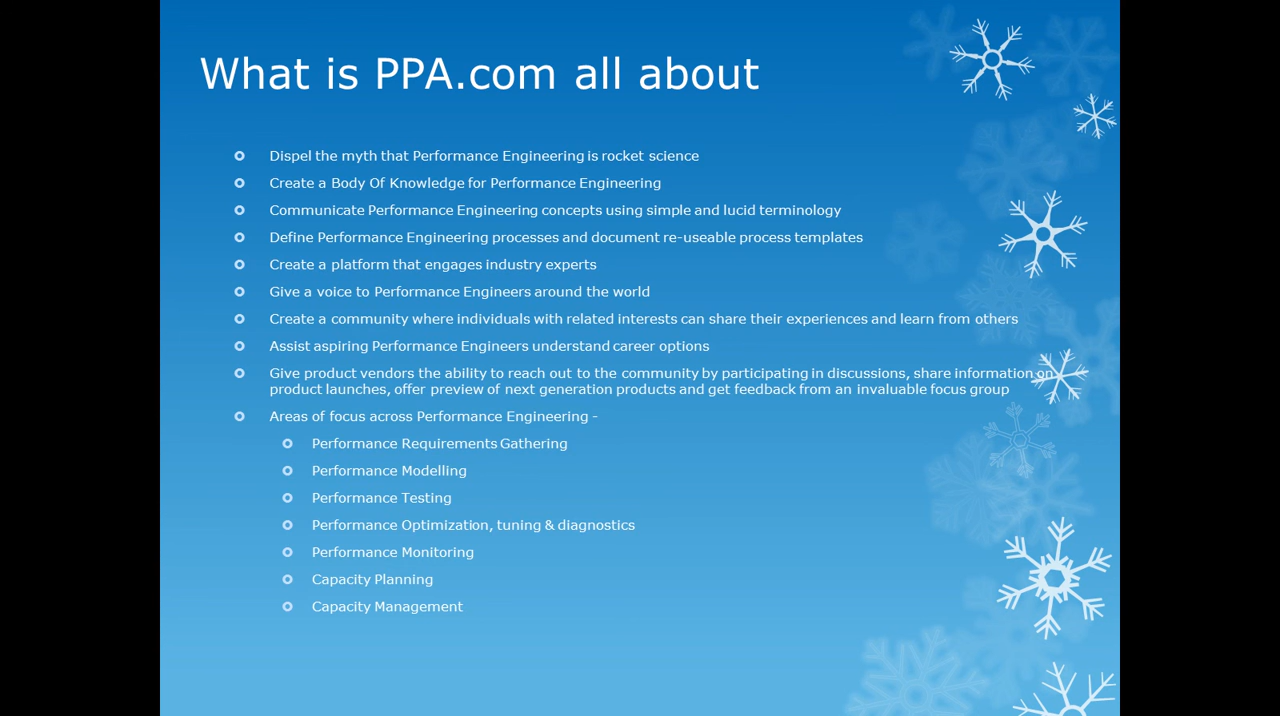 What is PPA.com all about
Dispel the myth that Performance Engineering is rocket science
Create a Body Of Knowledge for Performance Engineering
Communicate Performance Engineering concepts using simple and lucid terminology
Define Performance Engineering processes and document re-useable process templates
Create a platform that engages industry experts
Give a voice to Performance Engineers around the world
Create a community where individuals with related interests can share their experiences and learn from others
Assist aspiring Performance Engineers understand career options
Give product vendors the ability to reach out to the community by participating in discussions, share information on
product launches, offer preview of next generation products and get feedback from an invaluable focus group
Areas of focus across Performance Engineering -
Performance Requirements Gathering
Performance Modelling
Performance Testing
Performance Optimization, tuning & diagnostics
Performance Monitoring
Capacity Planning
Capacity Management